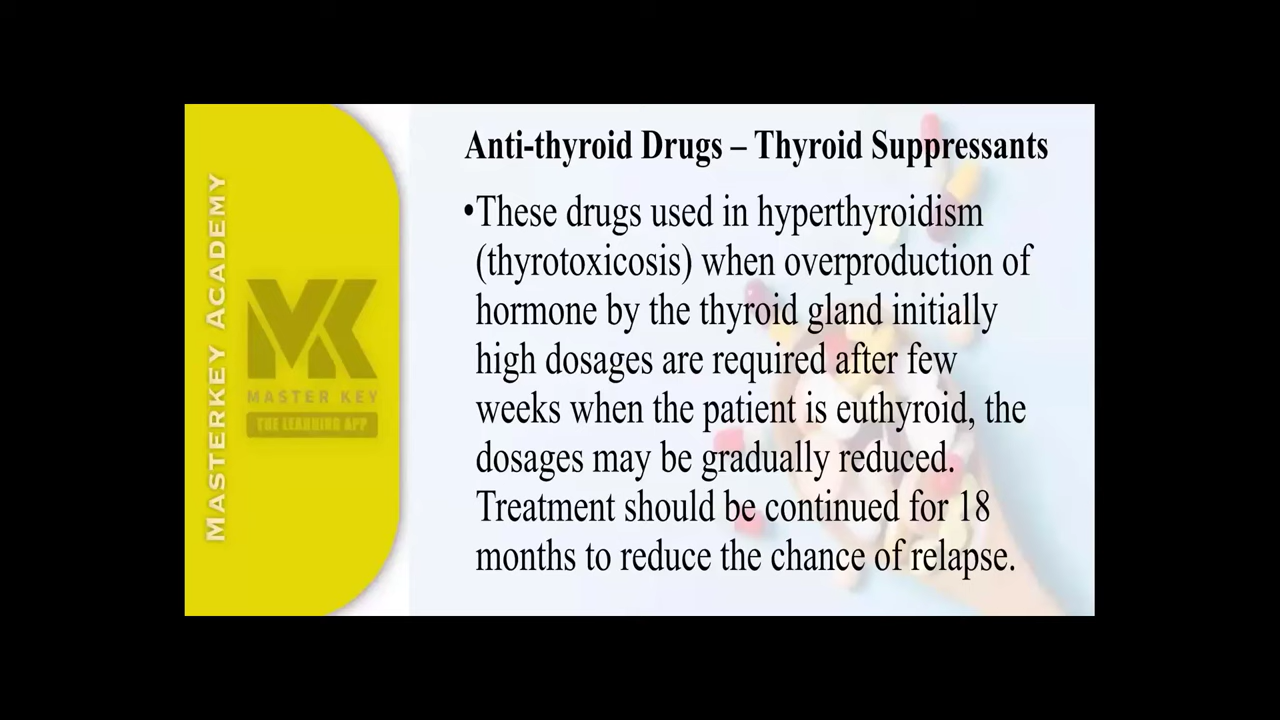 Anti-thyroid Drugs – Thyroid Suppressants
•These drugs used in hyperthyroidism
(thyrotoxicosis) when overproduction of
hormone by the thyroid gland initially
high dosages are required after few
weeks when the patient is euthyroid, the
dosages may be gradually reduced.
Treatment should be continued for 18
months to reduce the chance of relapse.
MASTERKEY ACADEMY
MK
MASTER KEY
THE LEARNING APP